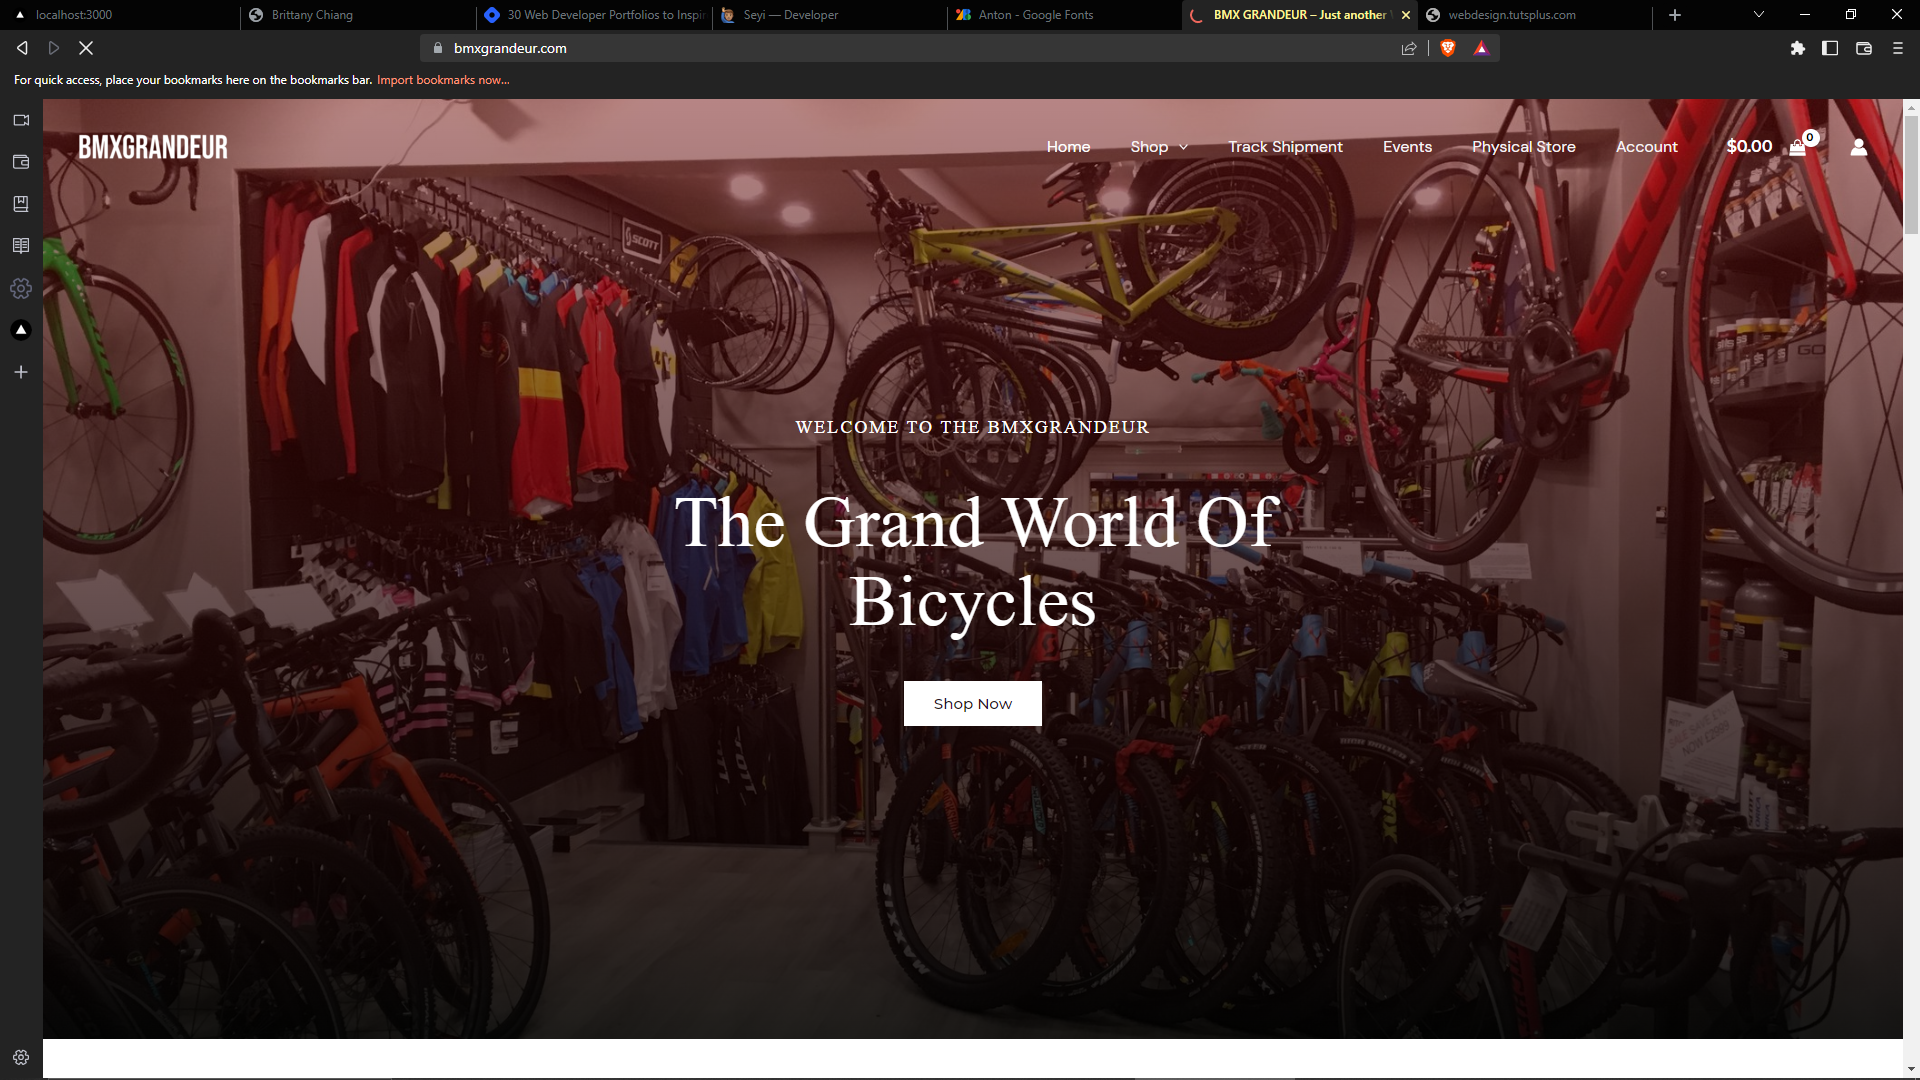 localhost:3000
Brittany Chiang
30 Web Developer Portfolios to Inspir
Seyi — Developer
Anton - Google Fonts
BMX GRANDEUR – Just another
webdesign.tutsplus.com
bmxgrandeur.com
For quick access, place your bookmarks here on the bookmarks bar. Import bookmarks now...
BMXGRANDEUR
Home
Shop
Track Shipment
Events
Physical Store
Account
$0.00
0
SCOTT
WELCOME TO THE BMXGRANDEUR
The Grand World Of
Bicycles
Shop Now